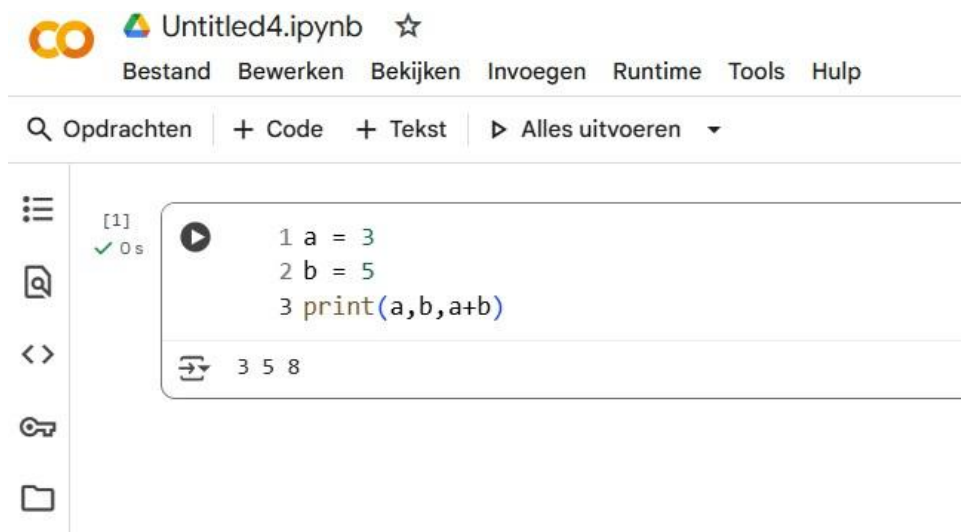 CO
Untitled4.ipynb
Bestand Bewerken Bekijken Invoegen Runtime Tools Hulp
Opdrachten + Code + Tekst Alles uitvoeren
[1]
0 s
1 a = 3
2 b = 5
3 print(a,b,a+b)
3 5 8